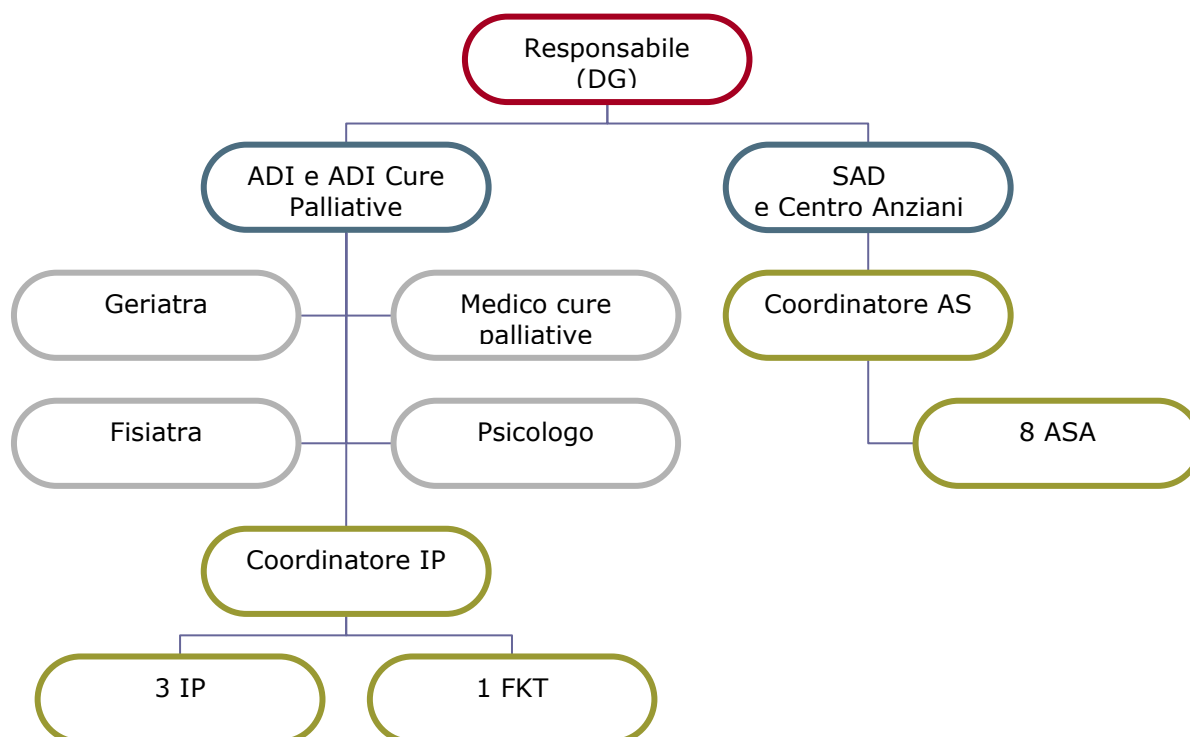 Responsabile
(DG)
ADI e ADI Cure
Palliative
SAD
e Centro Anziani
Geriatra
Medico cure
palliative
Coordinatore AS
Fisiatra
Psicologo
8 ASA
Coordinatore IP
3 IP
1 FKT